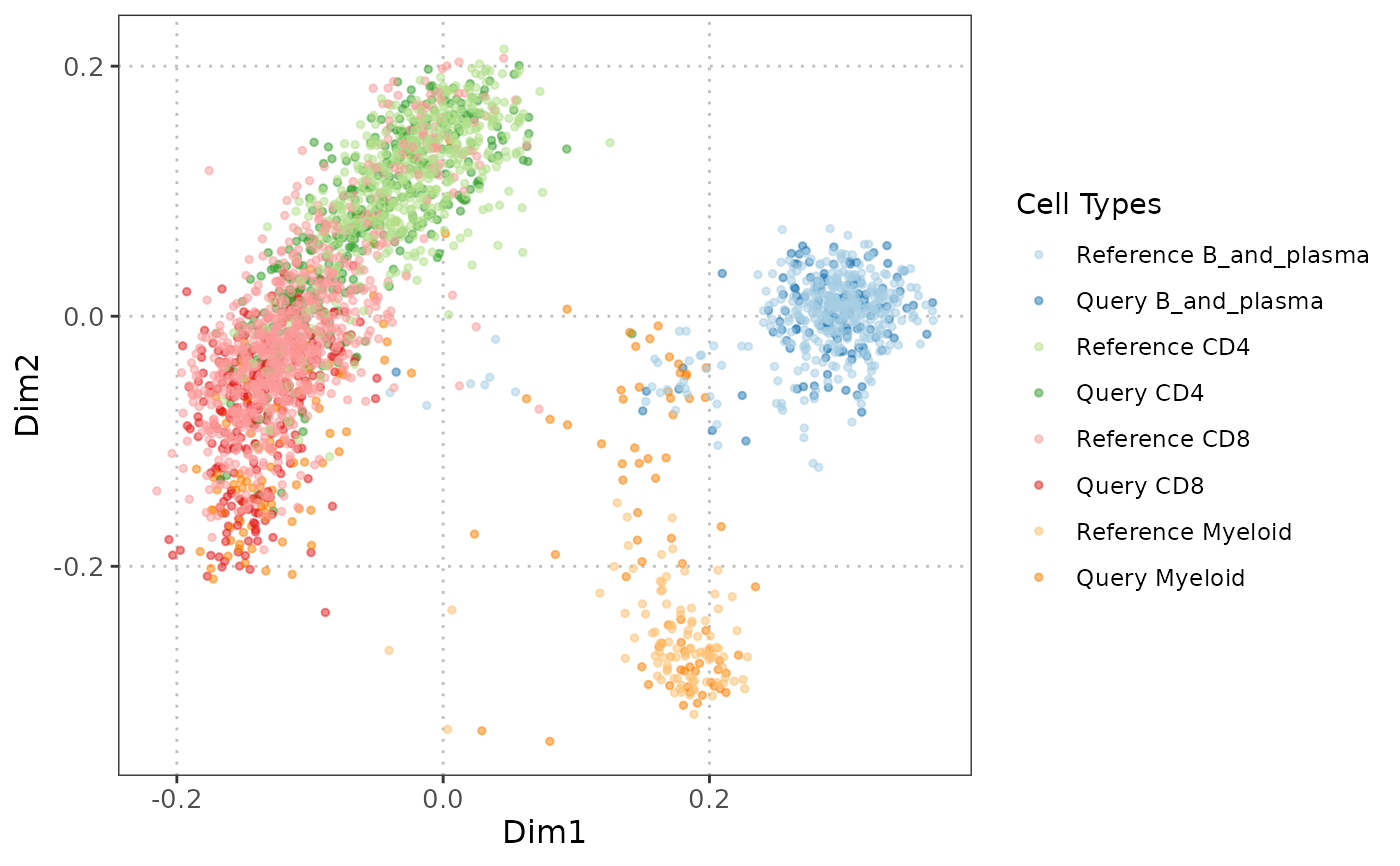 0.2
0.0
-0.2
Dim2
-0.2
0.0
0.2
Dim1
Cell Types
Reference B_and_plasma
Query B_and_plasma
Reference CD4
Query CD4
Reference CD8
Query CD8
Reference Myeloid
Query Myeloid